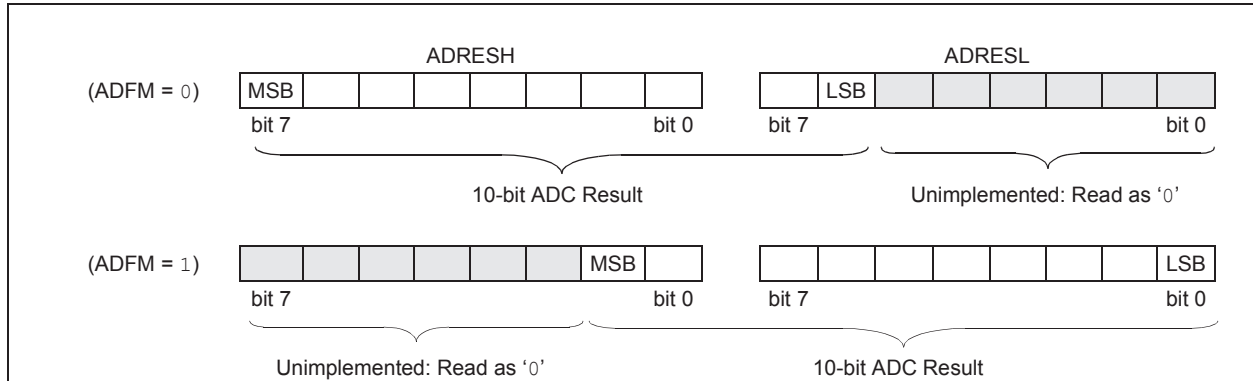 ADRESH ADRESL
(ADFM = 0) MSB LSB
bit 7 bit 0 bit 7 bit 0
10-bit ADC Result Unimplemented: Read as ‘0’
(ADFM = 1) MSB LSB
bit 7 bit 0 bit 7 bit 0
Unimplemented: Read as ‘0’ 10-bit ADC Result